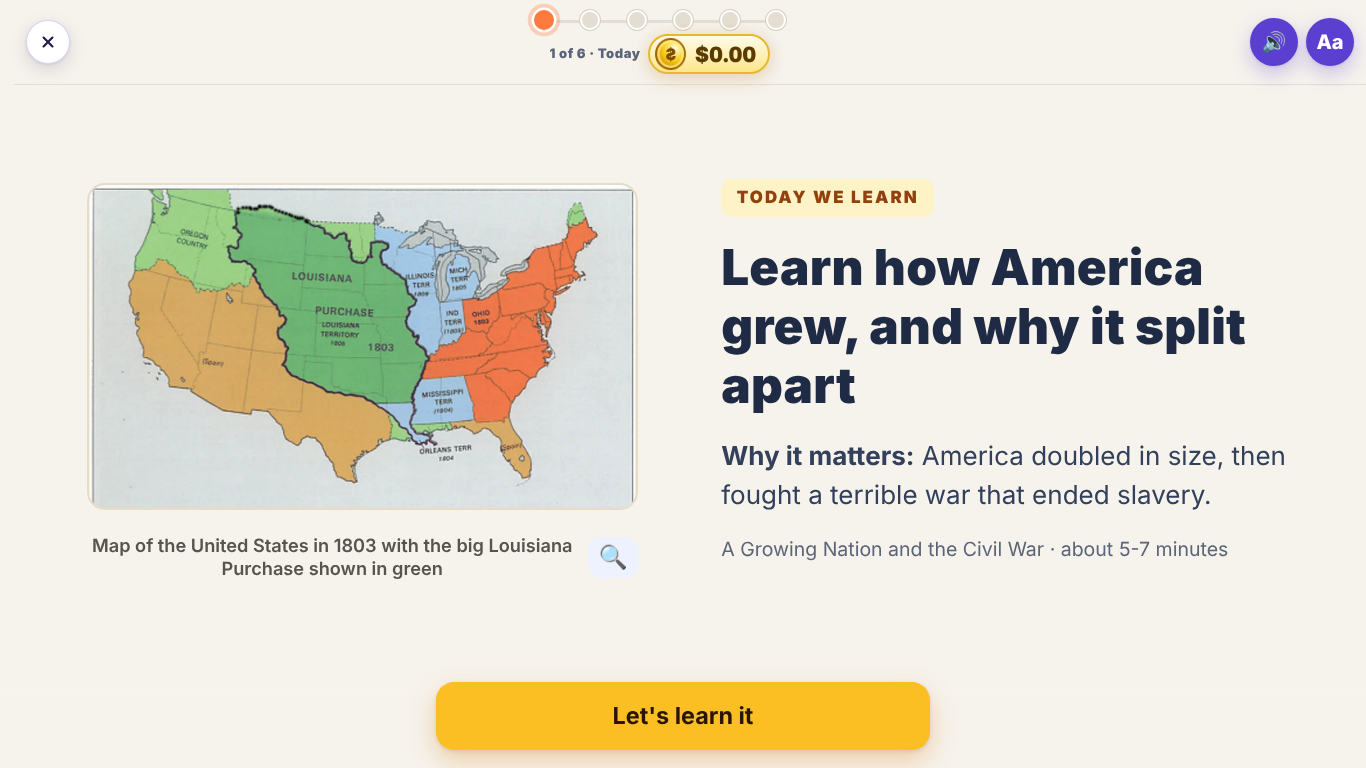 1 of 6 · Today
$0.00
Aa
OREGON
COUNTRY
LOUISIANA
PURCHASE
LOUISIANA
TERRITORY
1805
1803
ILLINOIS
TERR
1809
MICH
TERR
1805
IND
TERR
OHIO
1803
(Spain)
MISSISSIPPI
TERR
(1804)
ORLEANS TERR
1804
(Spain)
Map of the United States in 1803 with the big Louisiana
Purchase shown in green
TODAY WE LEARN
Learn how America
grew, and why it split
apart
Why it matters: America doubled in size, then
fought a terrible war that ended slavery.
A Growing Nation and the Civil War · about 5-7 minutes
Let's learn it